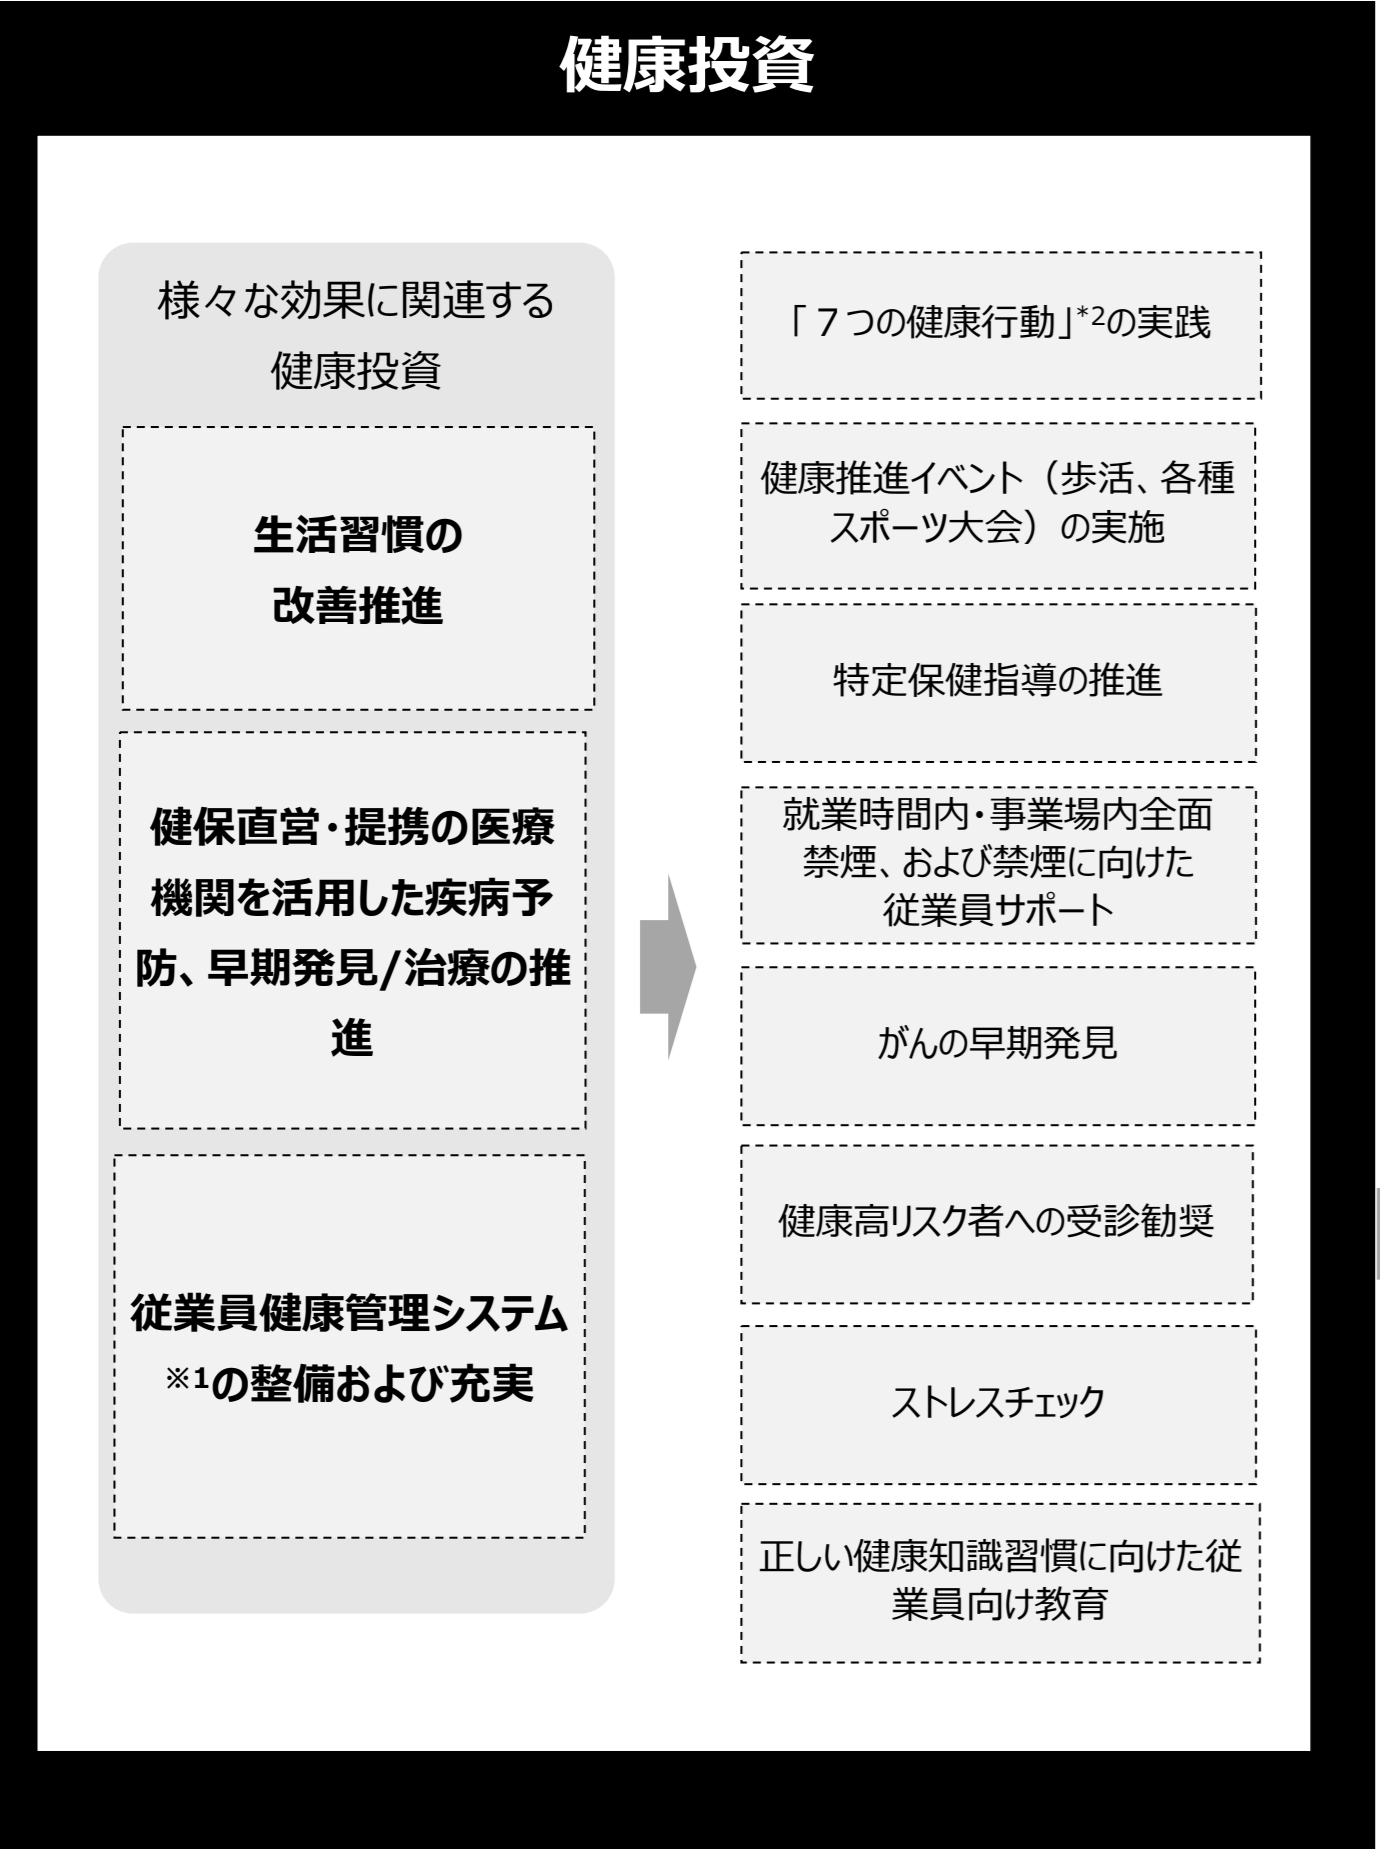 健康投資
様々な効果に関連する
健康投資
生活習慣の
改善推進
健保直営・提携の医療
機関を活用した疾病予
防、早期発見/治療の推
進
従業員健康管理システム
※1の整備および充実
「７つの健康行動」*2の実践
健康推進イベント（歩活、各種
スポーツ大会）の実施
特定保健指導の推進
就業時間内・事業場内全面
禁煙、および禁煙に向けた
従業員サポート
がんの早期発見
健康高リスク者への受診勧奨
ストレスチェック
正しい健康知識習慣に向けた従
業員向け教育